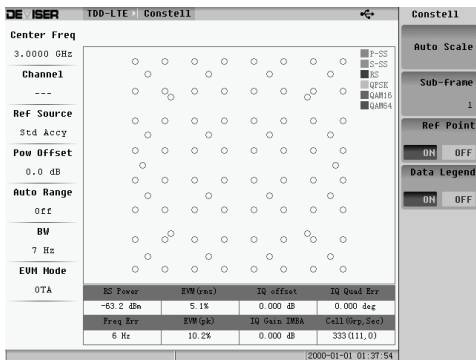 DEVISER TDD-LTE Constell Constell
Center Freq
3.0000 GHz
Channel
---
Ref Source
Std Accy
Pow Offset
0.0 dB
Auto Range
Off
BW
7 Hz
EVM Mode
OTA
P-SS
S-SS
RS
QPSK
QAM16
QAM64
Auto Scale
Sub-frame
1
Ref Point
ON OFF
Data Legend
ON OFF
RS Power EVM(rms) IQ offset IQ Quad Err
-63.2 dBm 5.1% 0.000 dB 0.000 deg
Freq Err EVM(pk) IQ Gain IMBA Cell(Grp,Sec)
6 Hz 10.2% 0.000 dB 333(111,0)
2000-01-01 01:37:54